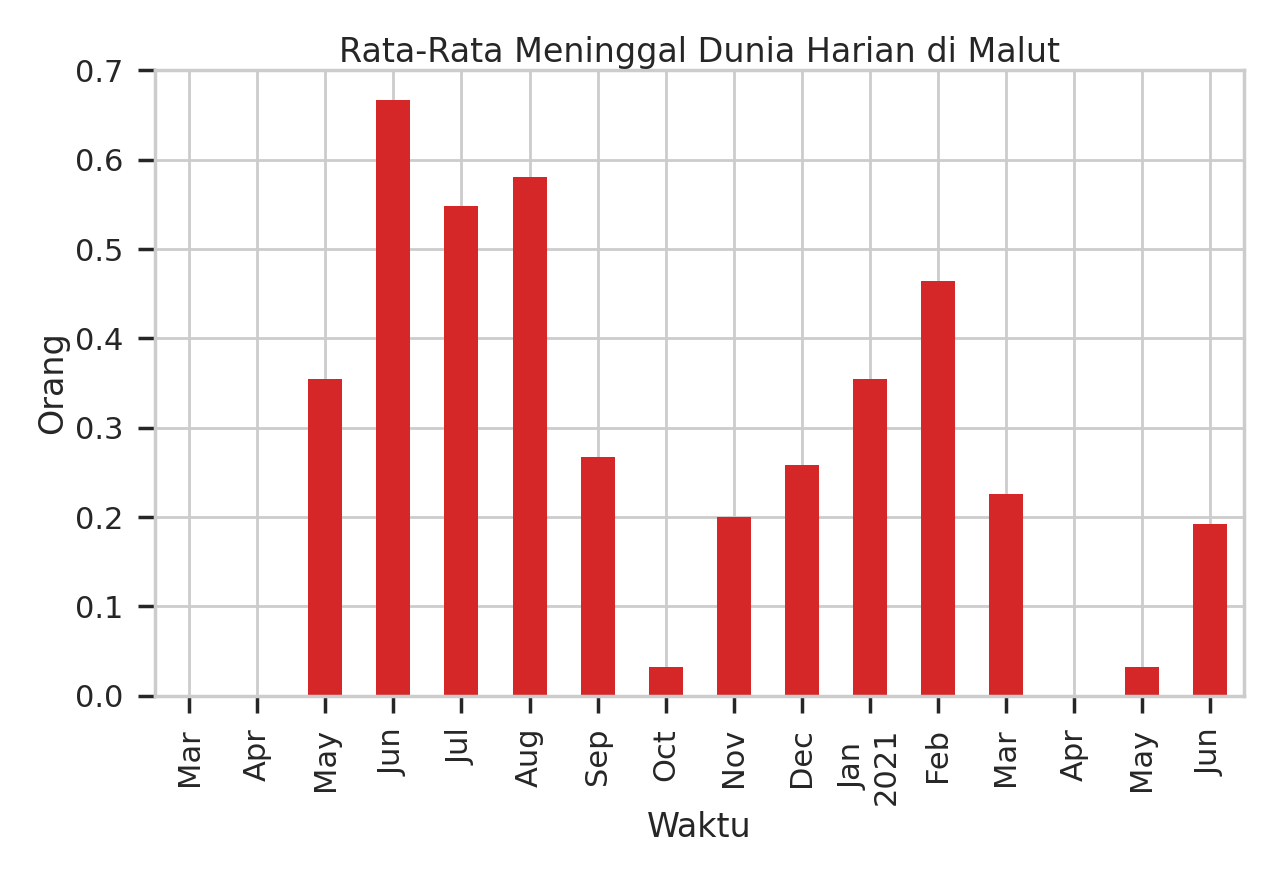 Rata-Rata Meninggal Dunia Harian di Malut
Orang
0.7
0.6
0.5
0.4
0.3
0.2
0.1
0.0
Mar
Apr
May
Jun
Jul
Aug
Sep
Oct
Nov
Dec
Jan
2021
Feb
Mar
Apr
May
Jun
Waktu